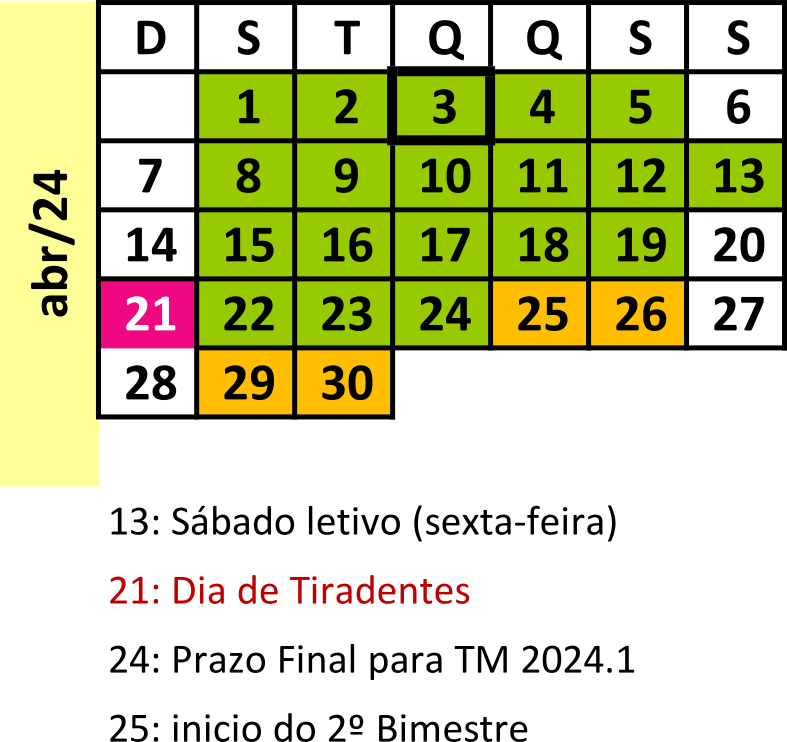 abr/24
D S T Q Q S S
1 2 3 4 5 6
7 8 9 10 11 12 13
14 15 16 17 18 19 20
21 22 23 24 25 26 27
28 29 30
13: Sábado letivo (sexta-feira)
21: Dia de Tiradentes
24: Prazo Final para TM 2024.1
25: inicio do 2º Bimestre